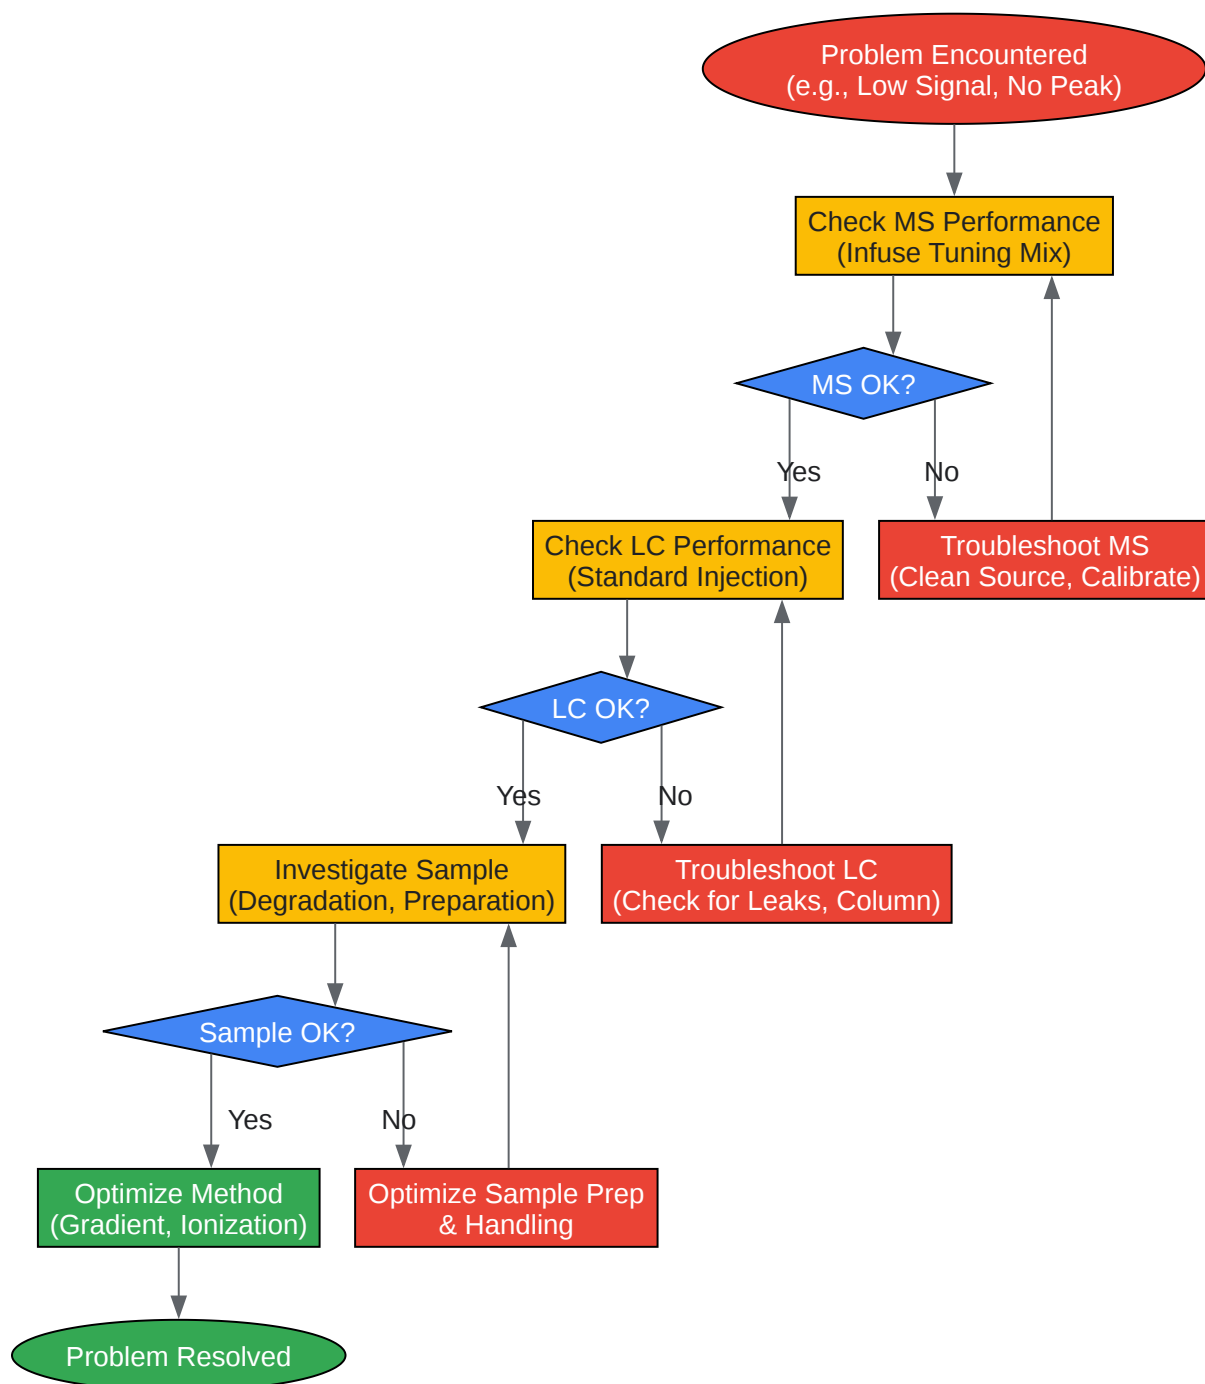 Problem Encountered
(e.g., Low Signal, No Peak)
Check MS Performance
(Infuse Tuning Mix)
MS OK?
Yes
No
Check LC Performance
(Standard Injection)
Troubleshoot MS
(Clean Source, Calibrate)
LC OK?
Yes
No
Investigate Sample
(Degradation, Preparation)
Troubleshoot LC
(Check for Leaks, Column)
Sample OK?
Yes
No
Optimize Method
(Gradient, Ionization)
Optimize Sample Prep
& Handling
Problem Resolved